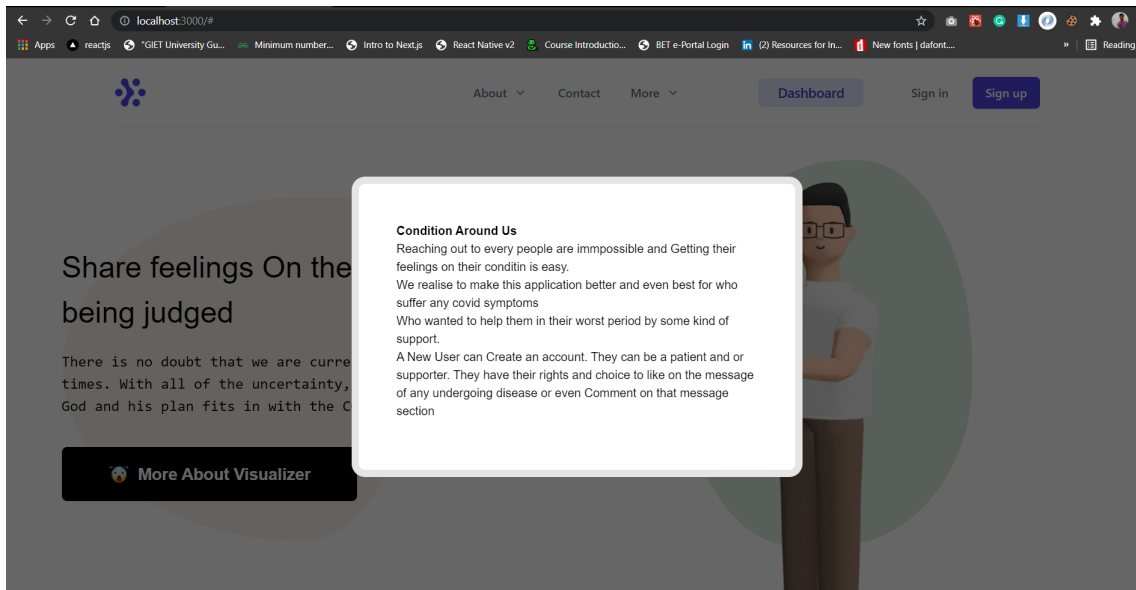 localhost:3000/#
Apps reactjs "GIET University Gu... Minimum number... Intro to Next.js React Native v2 Course Introductio... BET e-Portal Login (2) Resources for In... New fonts | dafont.... » Reading
About Contact More Dashboard Sign in Sign up
Condition Around Us
Reaching out to every people are immpossible and Getting their
feelings on their conditin is easy.
We realise to make this application better and even best for who
suffer any covid symptoms
Who wanted to help them in their worst period by some kind of
support.
A New User can Create an account. They can be a patient and or
supporter. They have their rights and choice to like on the message
of any undergoing disease or even Comment on that message
section
Share feelings On the
being judged
There is no doubt that we are curre
times. With all of the uncertainty,
God and his plan fits in with the C
More About Visualizer